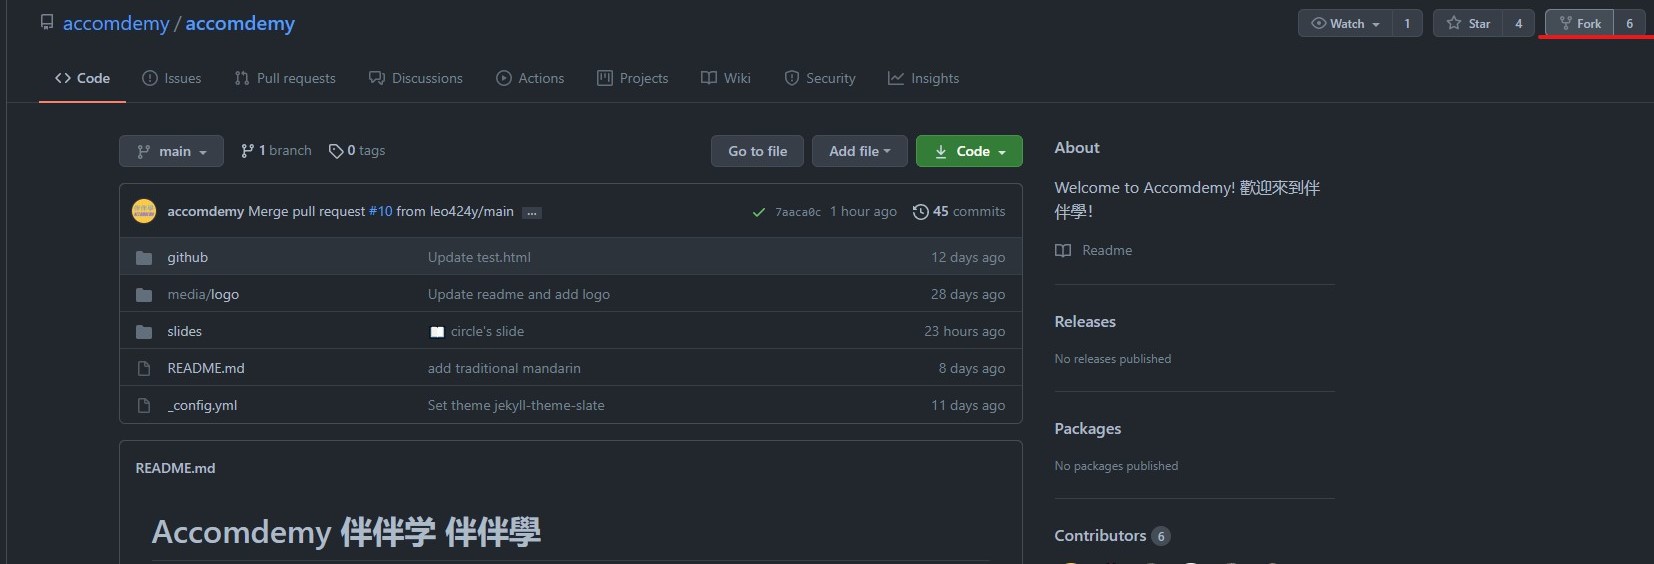 accomdemy / accomdemy
Watch 1 Star 4 Fork 6
Code Issues Pull requests Discussions Actions Projects Wiki Security Insights
main 1 branch 0 tags Go to file Add file Code
accomdemy Merge pull request #10 from leo424y/main ... 7aaca0c 1 hour ago 45 commits
github Update test.html 12 days ago
media/logo Update readme and add logo 28 days ago
slides circle's slide 23 hours ago
README.md add traditional mandarin 8 days ago
_config.yml Set theme jekyll-theme-slate 11 days ago
README.md
Accomdemy 伴伴学 伴伴學
About
Welcome to Accomdemy! 歡迎來到伴
伴學!
Readme
Releases
No releases published
Packages
No packages published
Contributors 6